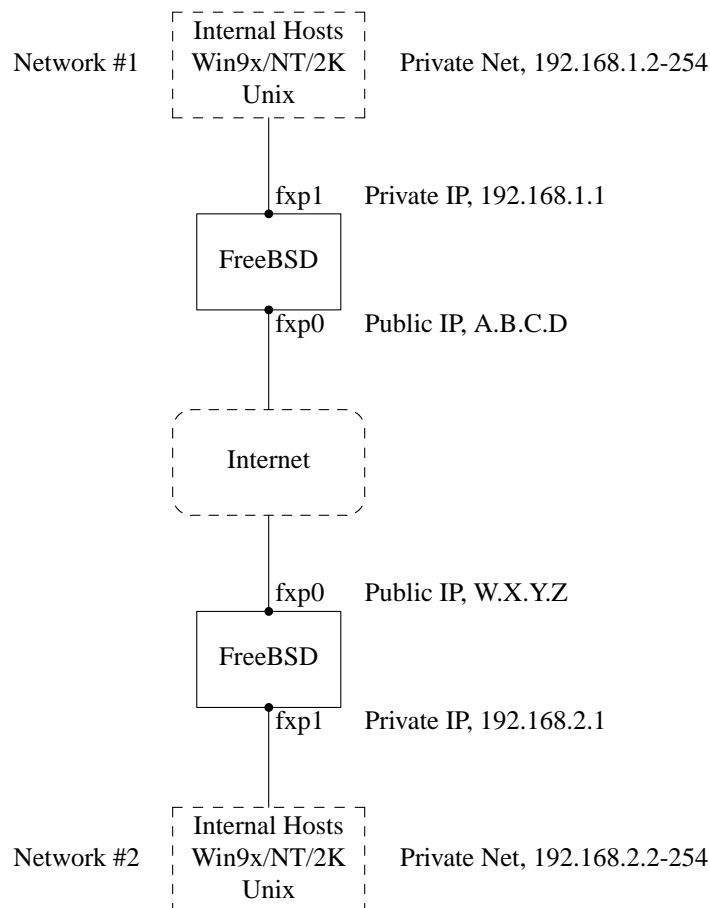 Internal Hosts
Network #1 Win9x/NT/2K Private Net, 192.168.1.2-254
Unix
fxp1 Private IP, 192.168.1.1
FreeBSD
fxp0 Public IP, A.B.C.D
Internet
fxp0 Public IP, W.X.Y.Z
FreeBSD
fxp1 Private IP, 192.168.2.1
Internal Hosts
Network #2 Win9x/NT/2K Private Net, 192.168.2.2-254
Unix